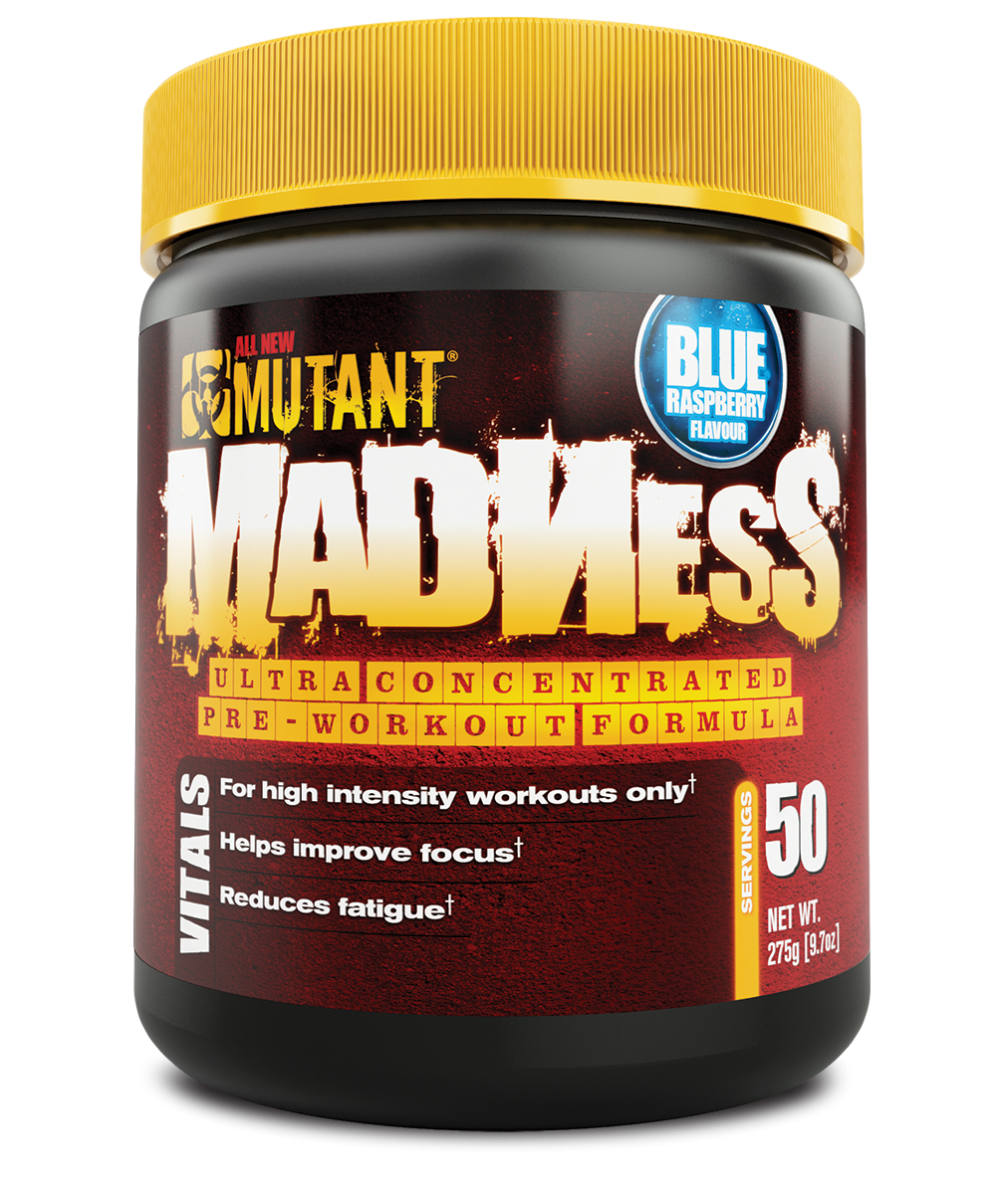 ALL NEW
MUTANT®
BLUE
RASPBERRY
FLAVOUR
MADNESS
ULTRA CONCENTRATED
PRE-WORKOUT FORMULA
VITALS
For high intensity workouts only†
Helps improve focus†
Reduces fatigue†
SERVINGS
50
NET WT.
275g [9.7oz]